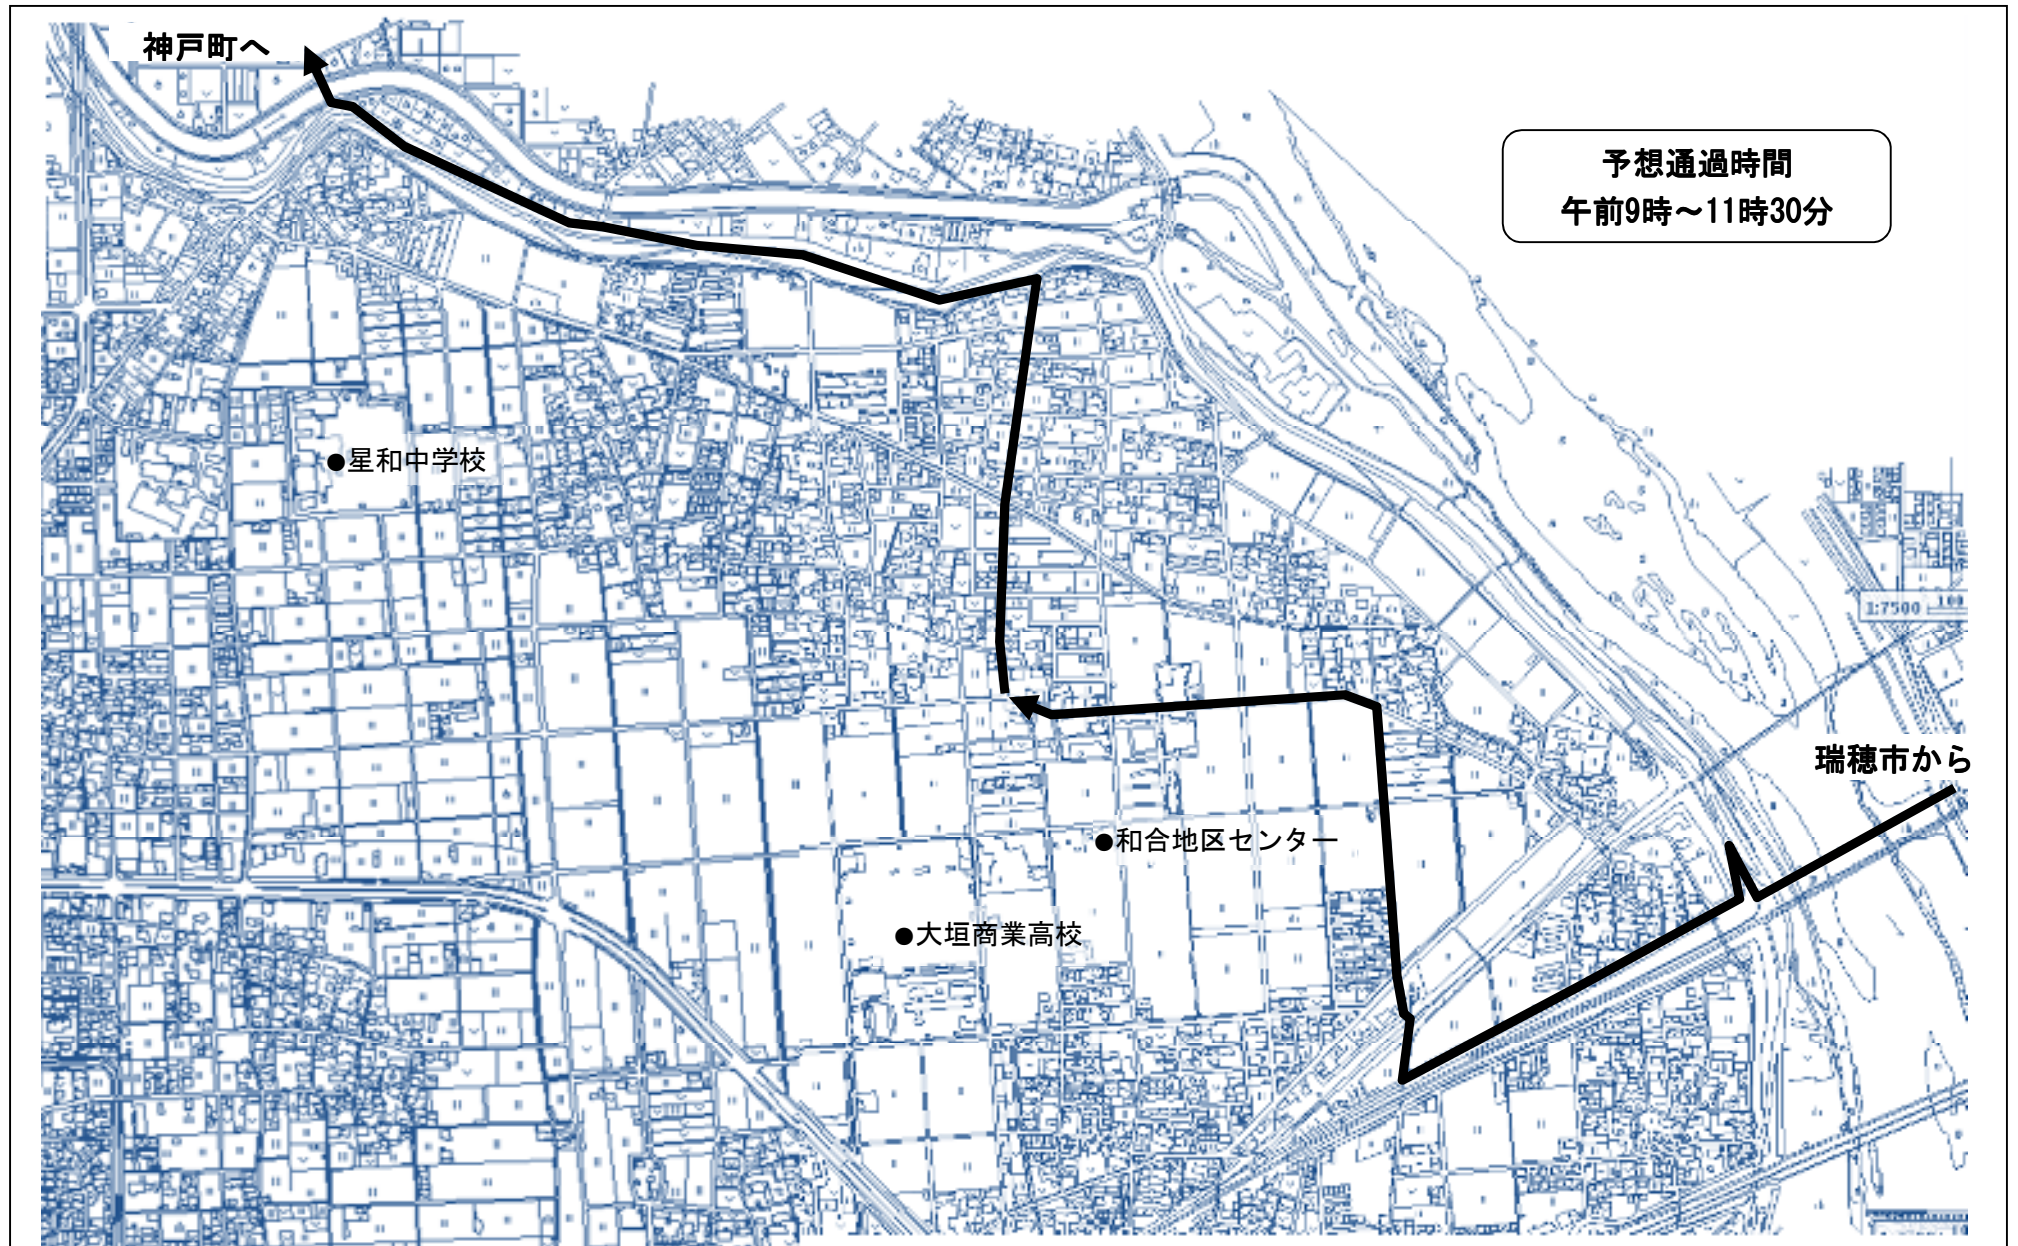 神戸町へ
予想通過時間
午前9時～11時30分
●星和中学校
1:7500
100
瑞穂市から
●和合地区センター
●大垣商業高校